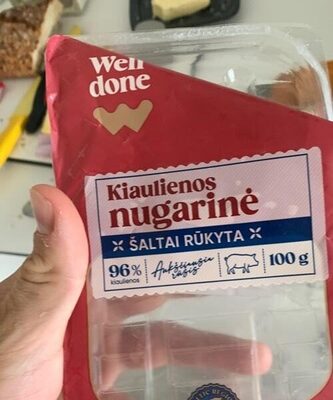 Well
done
Kiaulienos
nugarinė
ŠALTAI RŪKYTA
96%
kiaulienos
Aukščiausia
rūšis
100 g